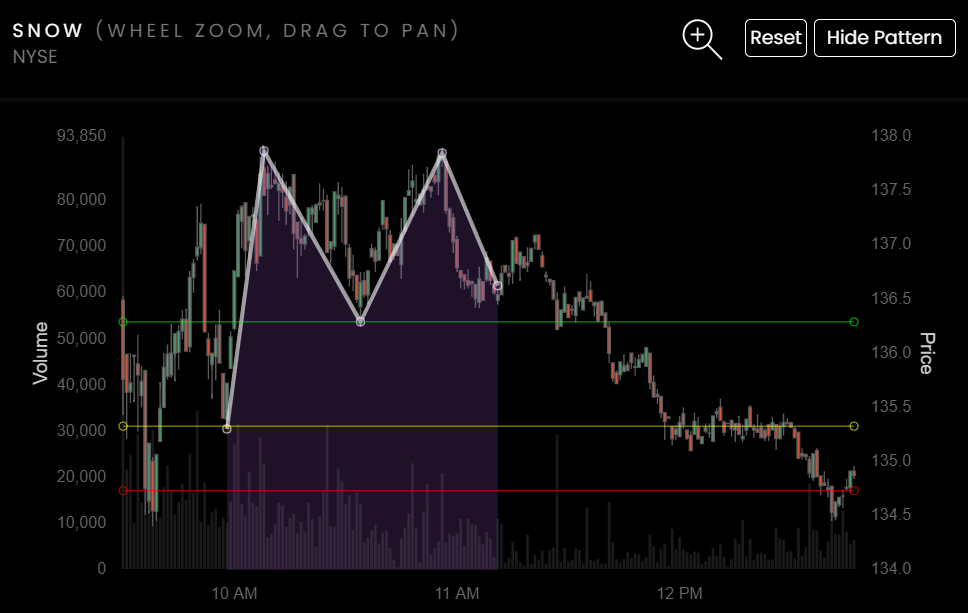 SNOW (WHEEL ZOOM, DRAG TO PAN)
NYSE
Reset
Hide Pattern
93,850
80,000
70,000
60,000
50,000
40,000
30,000
20,000
10,000
0
Volume
138.0
137.5
137.0
136.5
136.0
135.5
135.0
134.5
134.0
Price
10 AM
11 AM
12 PM